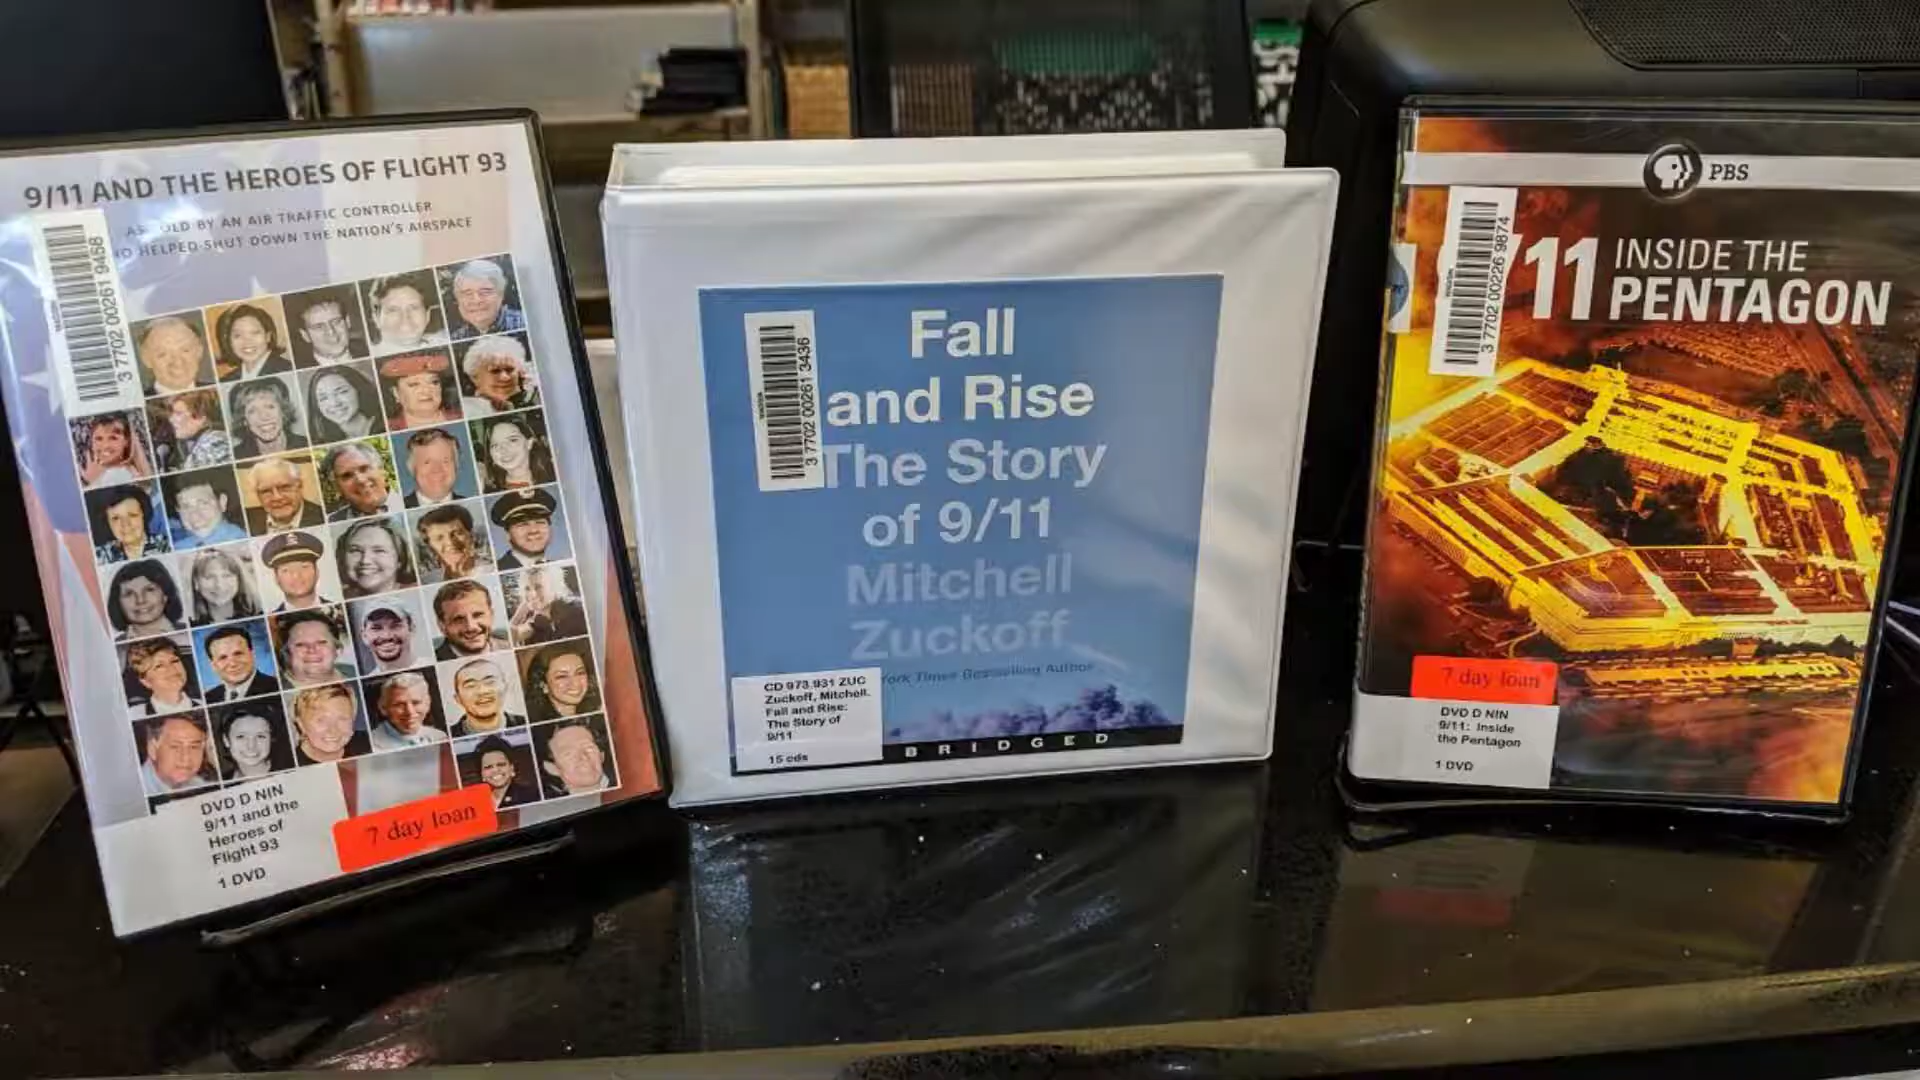 9/11 AND THE HEROES OF FLIGHT 93
OLD BY AN AIR TRAFFIC CONTROLLER
HELPED SHUT DOWN THE NATION'S AIRSPACE
3 7702 00261 9458
DVD D NIN
9/11 and the
Heroes of
Flight 93
1 DVD
7 day loan
Fall
and Rise
The Story
of 9/11
Mitchell
Zuckoff
York Times Bestselling Author
3 7702 00261 3436
CD 973.931 ZUC
Zuckoff, Mitchell.
Fall and Rise:
The Story of
9/11
15 cds
BRIDGED
PBS
/11 INSIDE THE
PENTAGON
3 7702 00226 9874
7 day loan
DVD D NIN
9/11: Inside
the Pentagon
1 DVD